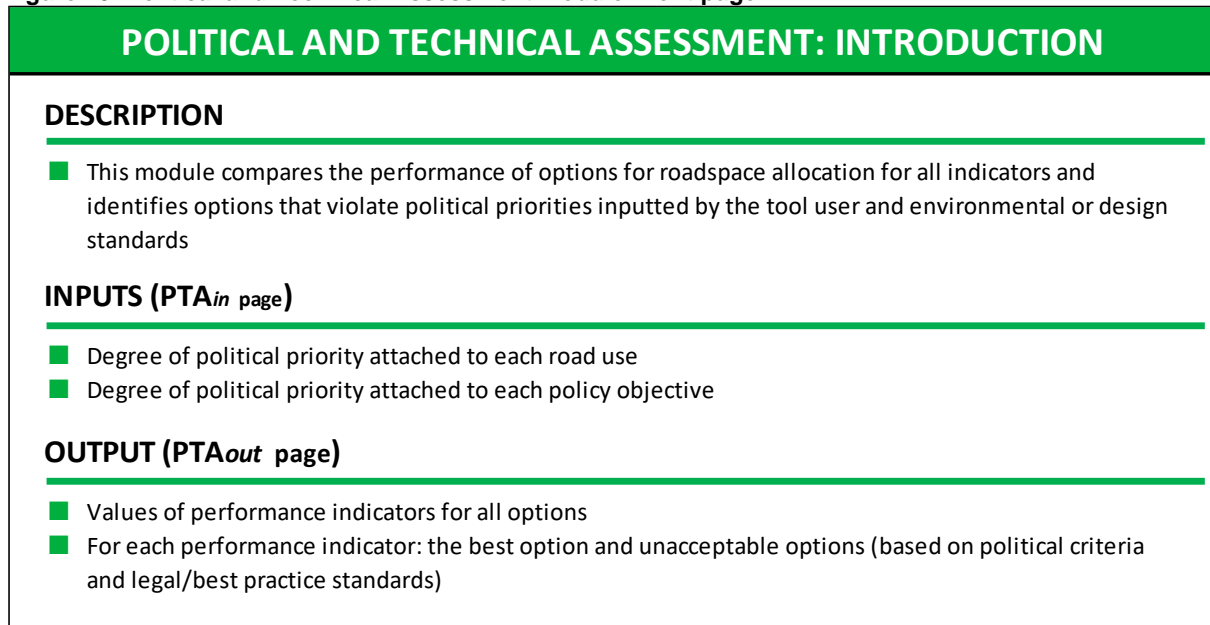 POLITICAL AND TECHNICAL ASSESSMENT: INTRODUCTION
DESCRIPTION
This module compares the performance of options for roadspace allocation for all indicators and
identifies options that violate political priorities inputted by the tool user and environmental or design
standards
INPUTS (PTAin page)
Degree of political priority attached to each road use
Degree of political priority attached to each policy objective
OUTPUT (PTAout page)
Values of performance indicators for all options
For each performance indicator: the best option and unacceptable options (based on political criteria
and legal/best practice standards)